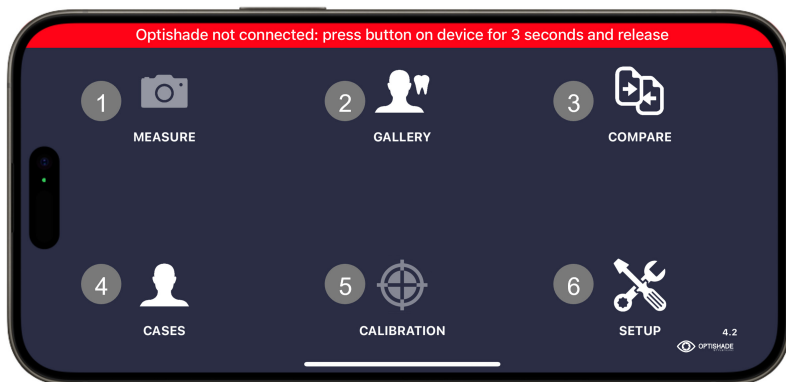 Optishade not connected: press button on device for 3 seconds and release
1
MEASURE
2
GALLERY
3
COMPARE
4
CASES
5
CALIBRATION
6
SETUP
4.2
OPTISHADE